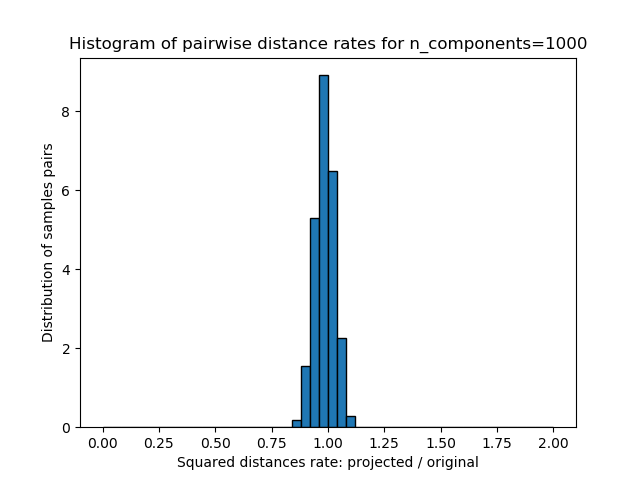 Histogram of pairwise distance rates for n_components=1000
Distribution of samples pairs
8
6
4
2
0
0.00 0.25 0.50 0.75 1.00 1.25 1.50 1.75 2.00
Squared distances rate: projected / original